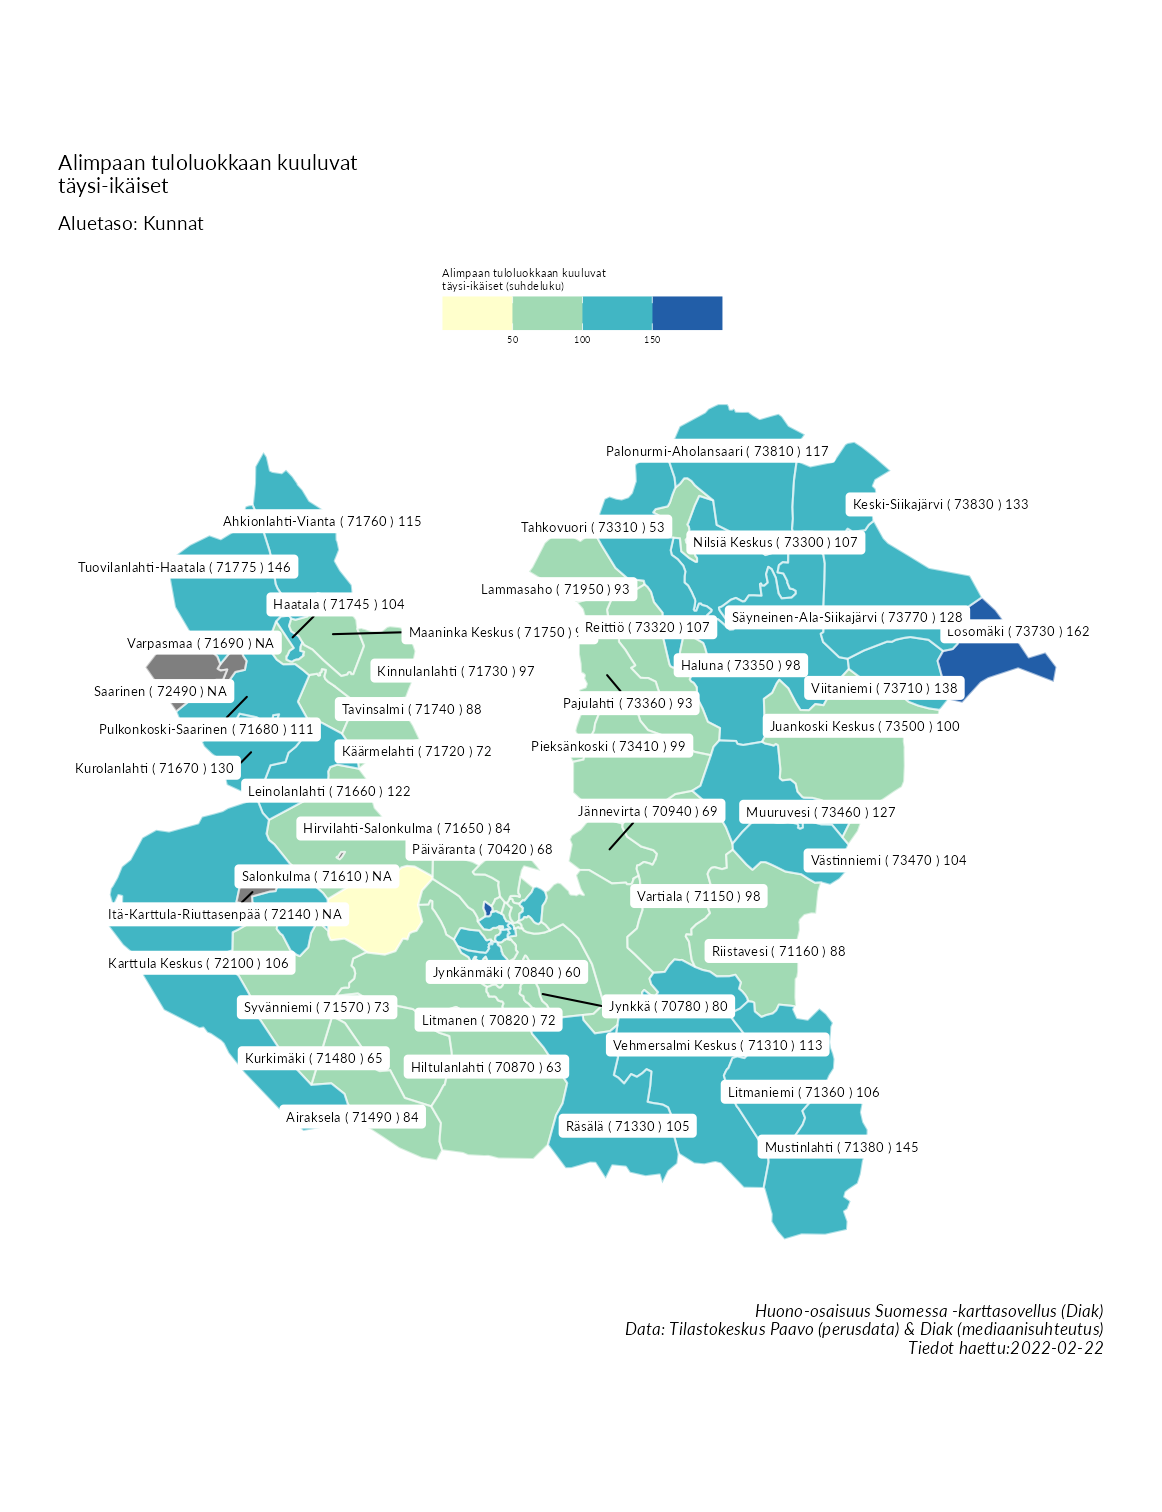 Alimpaan tuloluokkaan kuuluvat
täysi-ikäiset
Aluetaso: Kunnat
Alimpaan tuloluokkaan kuuluvat
täysi-ikäiset (suhdeluku)
50 100 150
Palonurmi-Aholansaari ( 73810 ) 117
Keski-Siikajärvi ( 73830 ) 133
Ahkionlahti-Vianta ( 71760 ) 115
Tahkovuori ( 73310 ) 53
Nilsiä Keskus ( 73300 ) 107
Tuovilanlahti-Haatala ( 71775 ) 146
Lammasaho ( 71950 ) 93
Haatala ( 71745 ) 104
Säyneinen-Ala-Siikajärvi ( 73770 ) 128
Maaninka Keskus ( 71750 )
Reittiö ( 73320 ) 107
Losomäki ( 73730 ) 162
Varpasmaa ( 71690 ) NA
Haluna ( 73350 ) 98
Kinnulanlahti ( 71730 ) 97
Saarinen ( 72490 ) NA
Viitaniemi ( 73710 ) 138
Pajulahti ( 73360 ) 93
Tavinsalmi ( 71740 ) 88
Pulkonkoski-Saarinen ( 71680 ) 111
Juankoski Keskus ( 73500 ) 100
Pieksänkoski ( 73410 ) 99
Käärmelahti ( 71720 ) 72
Kurolanlahti ( 71670 ) 130
Leinolanlahti ( 71660 ) 122
Jännevirta ( 70940 ) 69
Muuruvesi ( 73460 ) 127
Hirvilahti-Salonkulma ( 71650 ) 84
Päiväranta ( 70420 ) 68
Västinniemi ( 73470 ) 104
Salonkulma ( 71610 ) NA
Vartiala ( 71150 ) 98
Itä-Karttula-Riuttasenpää ( 72140 ) NA
Riistavesi ( 71160 ) 88
Karttula Keskus ( 72100 ) 106
Jynkänmäki ( 70840 ) 60
Syvänniemi ( 71570 ) 73
Jynkkä ( 70780 ) 80
Litmanen ( 70820 ) 72
Vehmersalmi Keskus ( 71310 ) 113
Kurkimäki ( 71480 ) 65
Hiltulanlahti ( 70870 ) 63
Litmaniemi ( 71360 ) 106
Airaksela ( 71490 ) 84
Räsälä ( 71330 ) 105
Mustinlahti ( 71380 ) 145
Huono-osaisuus Suomessa -karttasovellus (Diak)
Data: Tilastokeskus Paavo (perusdata) & Diak (mediaanisuhteutus)
Tiedot haettu:2022-02-22